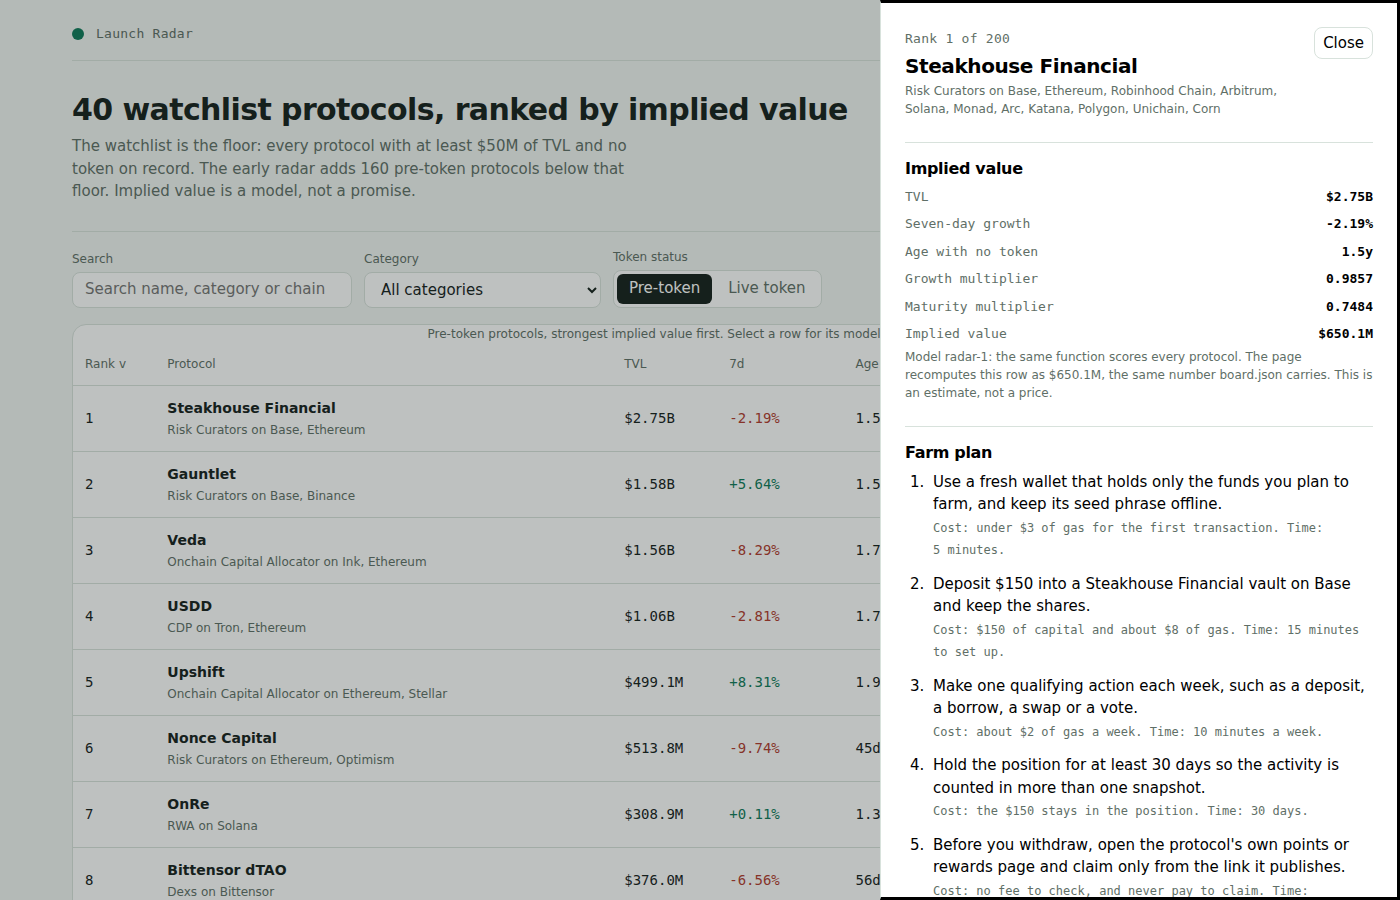 Launch Radar
40 watchlist protocols, ranked by implied value
The watchlist is the floor: every protocol with at least $50M of TVL and no
token on record. The early radar adds 160 pre-token protocols below that
floor. Implied value is a model, not a promise.
Search
Category
Token status
Search name, category or chain
All categories
Pre-token
Live token
Pre-token protocols, strongest implied value first. Select a row for its model
Rank v
Protocol
TVL
7d
Age
1
Steakhouse Financial
Risk Curators on Base, Ethereum
$2.75B
-2.19%
1.5
2
Gauntlet
Risk Curators on Base, Binance
$1.58B
+5.64%
1.5
3
Veda
Onchain Capital Allocator on Ink, Ethereum
$1.56B
-8.29%
1.7
4
USDD
CDP on Tron, Ethereum
$1.06B
-2.81%
1.7
5
Upshift
Onchain Capital Allocator on Ethereum, Stellar
$499.1M
+8.31%
1.9
6
Nonce Capital
Risk Curators on Ethereum, Optimism
$513.8M
-9.74%
45d
7
OnRe
RWA on Solana
$308.9M
+0.11%
1.3
8
Bittensor dTAO
Dexs on Bittensor
$376.0M
-6.56%
56d
Rank 1 of 200
Close
Steakhouse Financial
Risk Curators on Base, Ethereum, Robinhood Chain, Arbitrum,
Solana, Monad, Arc, Katana, Polygon, Unichain, Corn
Implied value
TVL $2.75B
Seven-day growth -2.19%
Age with no token 1.5y
Growth multiplier 0.9857
Maturity multiplier 0.7484
Implied value $650.1M
Model radar-1: the same function scores every protocol. The page
recomputes this row as $650.1M, the same number board.json carries. This is
an estimate, not a price.
Farm plan
1. Use a fresh wallet that holds only the funds you plan to
farm, and keep its seed phrase offline.
Cost: under $3 of gas for the first transaction. Time:
5 minutes.
2. Deposit $150 into a Steakhouse Financial vault on Base
and keep the shares.
Cost: $150 of capital and about $8 of gas. Time: 15 minutes
to set up.
3. Make one qualifying action each week, such as a deposit,
a borrow, a swap or a vote.
Cost: about $2 of gas a week. Time: 10 minutes a week.
4. Hold the position for at least 30 days so the activity is
counted in more than one snapshot.
Cost: the $150 stays in the position. Time: 30 days.
5. Before you withdraw, open the protocol's own points or
rewards page and claim only from the link it publishes.
Cost: no fee to check, and never pay to claim. Time: